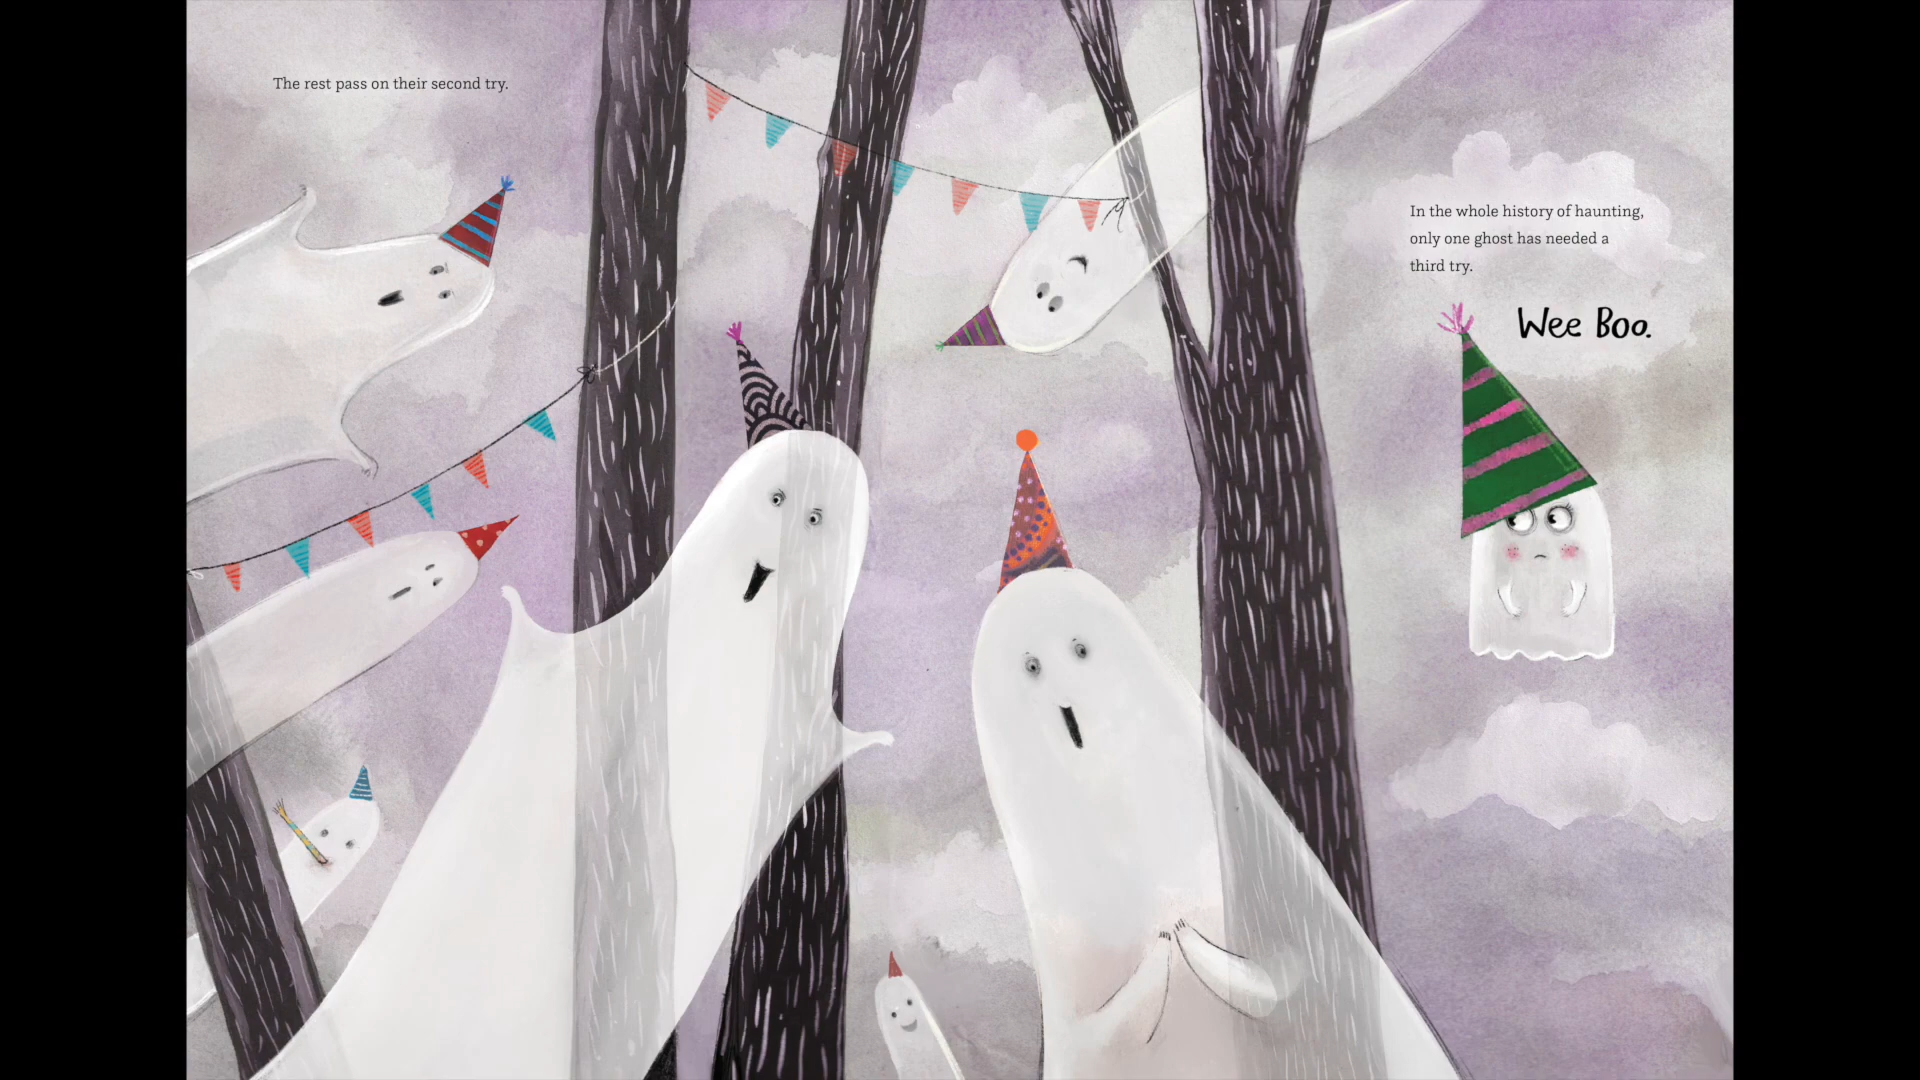 The rest pass on their second try.
In the whole history of haunting,
only one ghost has needed a
third try.
Wee Boo.